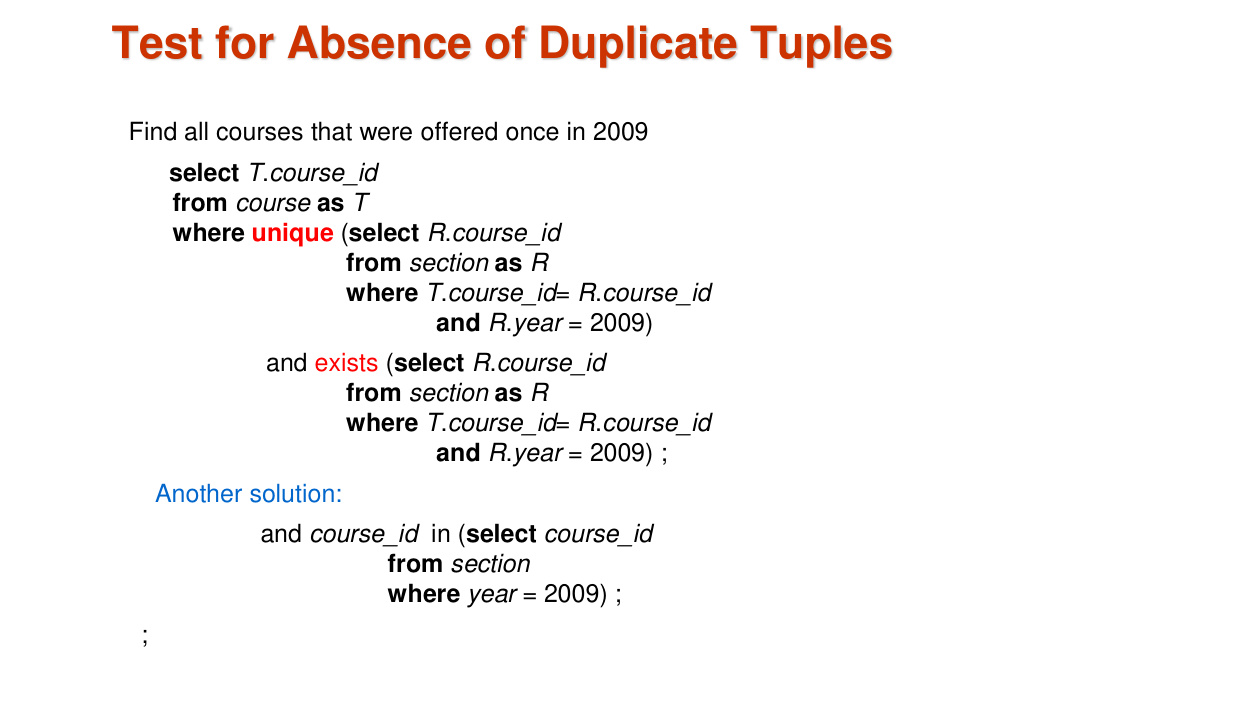 Test for Absence of Duplicate Tuples
Find all courses that were offered once in 2009
select T.course_id
from course as T
where unique (select R.course_id
from section as R
where T.course_id= R.course_id
and R.year = 2009)
and exists (select R.course_id
from section as R
where T.course_id= R.course_id
and R.year = 2009) ;
Another solution:
and course_id in (select course_id
from section
where year = 2009) ;
;